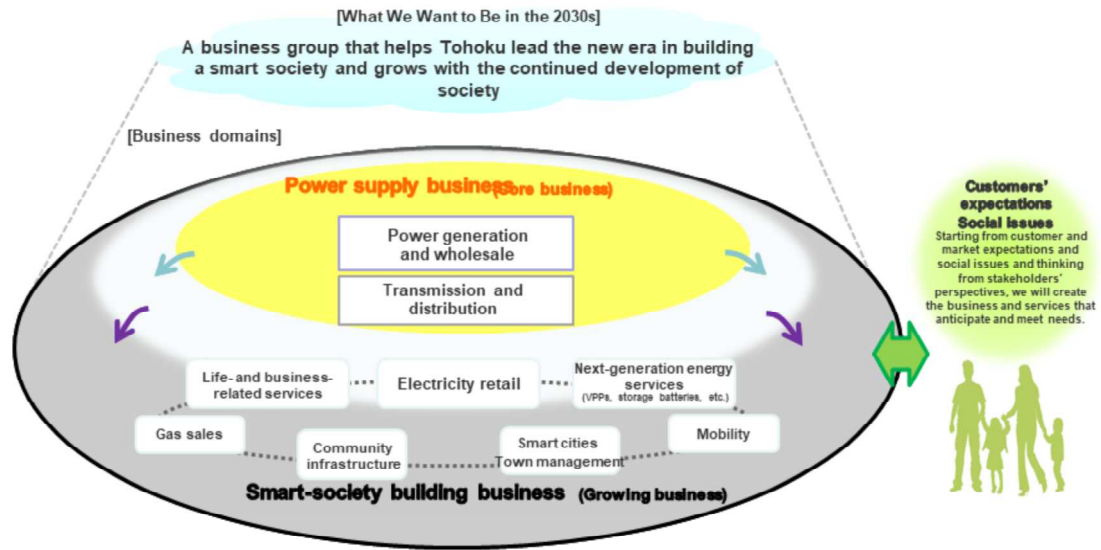 [What We Want to Be in the 2030s]
A business group that helps Tohoku lead the new era in building
a smart society and grows with the continued development of
society
[Business domains]
Power supply business (Core business)
Power generation
and wholesale
Transmission and
distribution
Life- and business-
related services
Electricity retail
Next-generation energy
services
(VPPs, storage batteries, etc.)
Gas sales
Community
infrastructure
Smart cities
Town management
Mobility
Smart-society building business (Growing business)
Customers'
expectations
Social issues
Starting from customer and
market expectations and
social issues and thinking
from stakeholders'
perspectives, we will create
the business and services that
anticipate and meet needs.